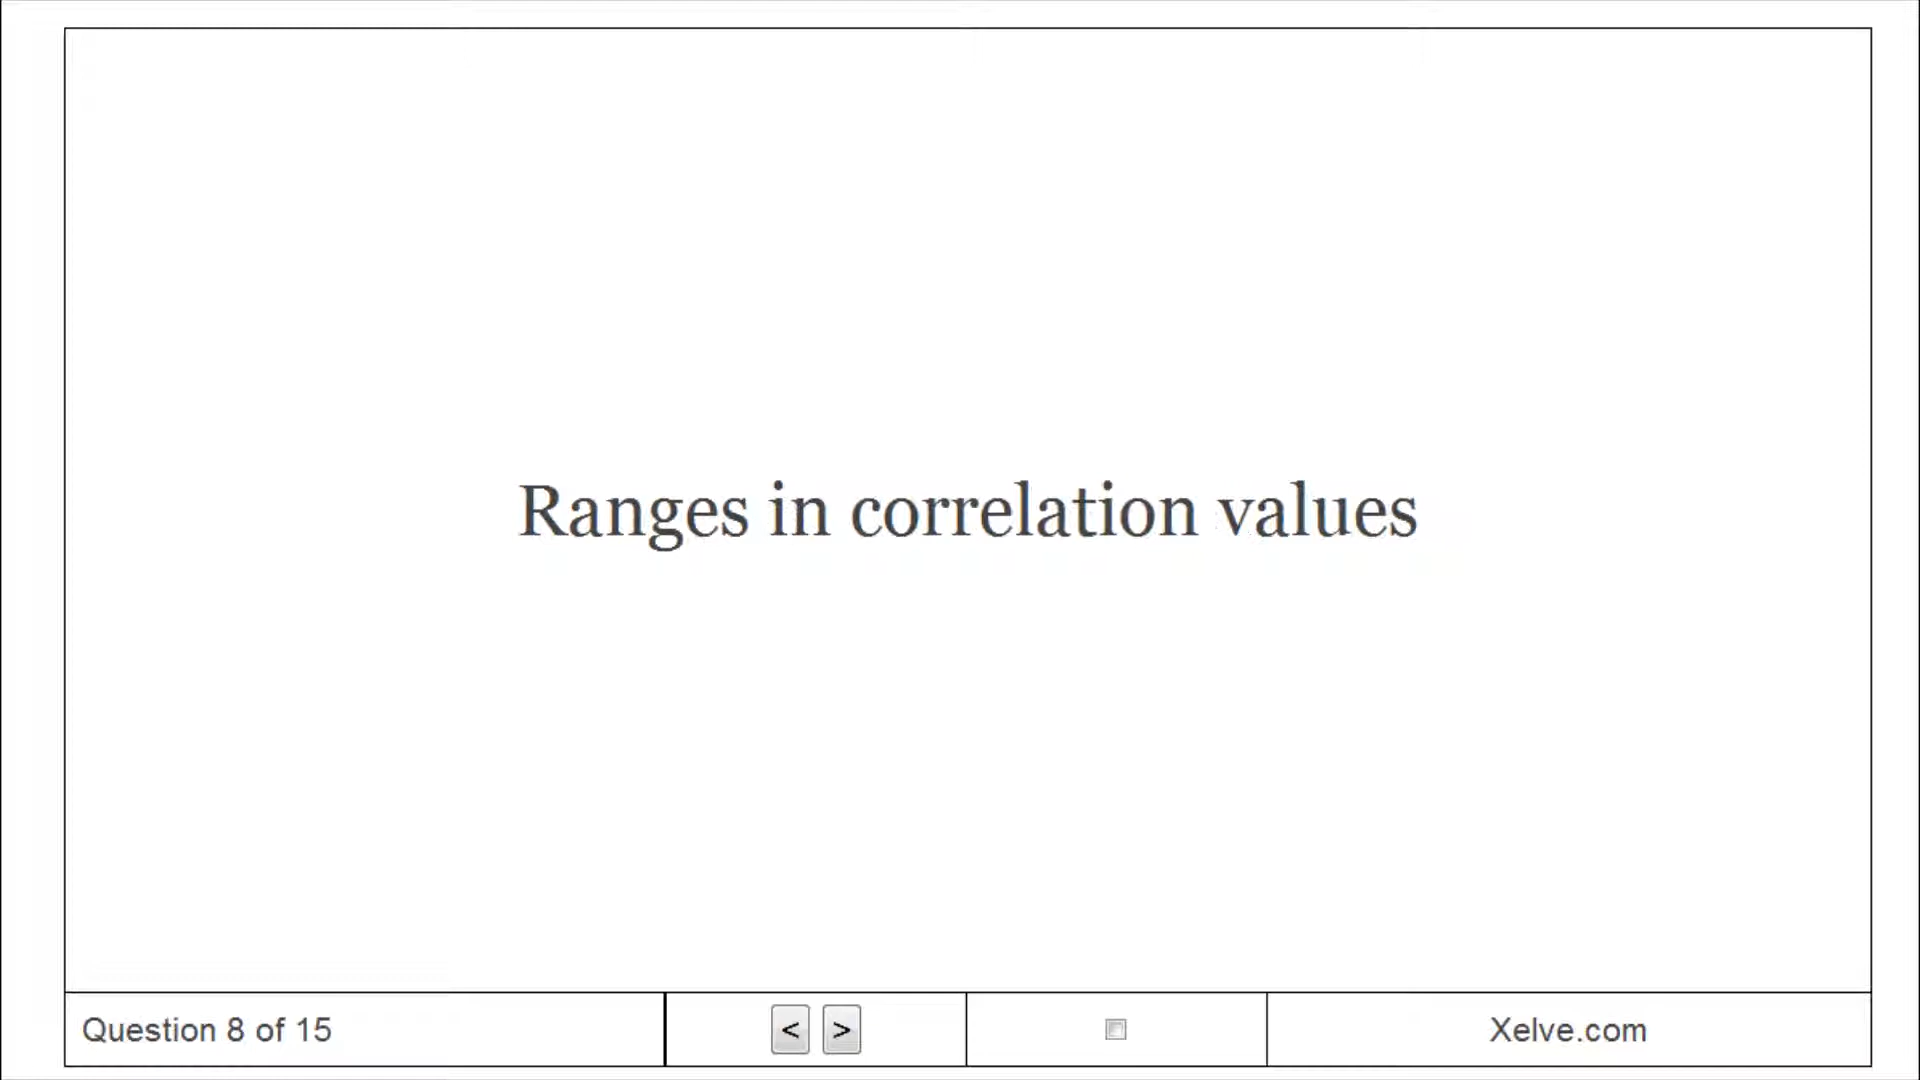 Ranges in correlation values
Question 8 of 15
< >
Xelve.com